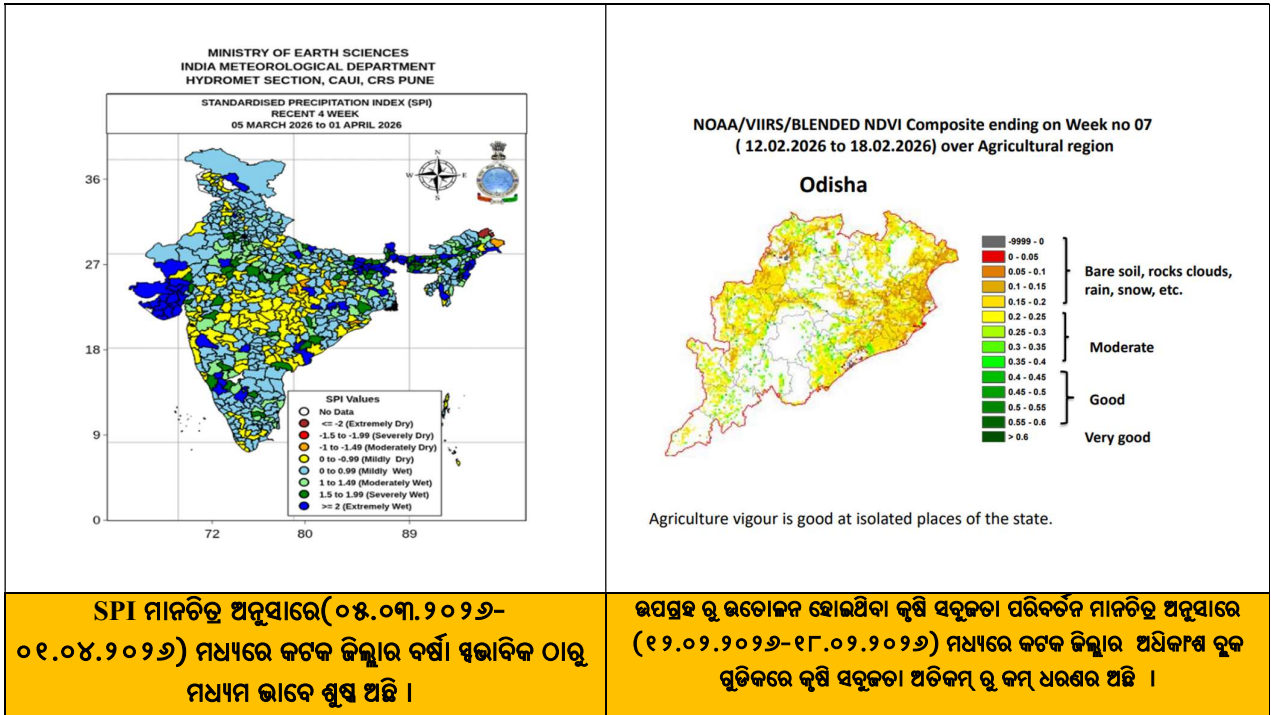 MINISTRY OF EARTH SCIENCES
INDIA METEOROLOGICAL DEPARTMENT
HYDROMET SECTION, CAUI, CRS PUNE
STANDARDISED PRECIPITATION INDEX (SPI)
RECENT 4 WEEK
05 MARCH 2026 to 01 APRIL 2026
N
W E
S
36
27
18
9
0
72 80 89
SPI Values
No Data
<= -2 (Extremely Dry)
-1.5 to -1.99 (Severely Dry)
-1 to -1.49 (Moderately Dry)
0 to -0.99 (Mildly Dry)
0 to 0.99 (Mildly Wet)
1 to 1.49 (Moderately Wet)
1.5 to 1.99 (Severely Wet)
>= 2 (Extremely Wet)
SPI ମାନଚିତ୍ର ଅନୁସାରେ(୦୫.୦୩.୨୦୨୬-
୦୧.୦୪.୨୦୨୬) ମଧ୍ୟରେ କଟକ ଜିଲ୍ଲାର ବର୍ଷା ସ୍ଵଭାବିକ ଠାରୁ
ମଧ୍ୟମ ଭାବେ ଶୁଷ୍କ ଅଛି ।
NOAA/VIIRS/BLENDED NDVI Composite ending on Week no 07
( 12.02.2026 to 18.02.2026) over Agricultural region
Odisha
-9999 - 0
0 - 0.05
0.05 - 0.1
0.1 - 0.15
0.15 - 0.2
0.2 - 0.25
0.25 - 0.3
0.3 - 0.35
0.35 - 0.4
0.4 - 0.45
0.45 - 0.5
0.5 - 0.55
0.55 - 0.6
> 0.6
Bare soil, rocks clouds,
rain, snow, etc.
Moderate
Good
Very good
Agriculture vigour is good at isolated places of the state.
ଉପଗ୍ରହ ରୁ ଉତୋଳନ ହୋଇଥିବା କୃଷି ସବୁଜତା ପରିବର୍ତନ ମାନଚିତ୍ର ଅନୁସାରେ
(୧୨.୦୨.୨୦୨୬-୧୮.୦୨.୨୦୨୬) ମଧ୍ୟରେ କଟକ ଜିଲ୍ଲାର ଅଧିକାଂଶ ବ୍ଲକ
ଗୁଡିକରେ କୃଷି ସବୁଜତା ଅତିକମ୍ ରୁ କମ୍ ଧରଣର ଅଛି ।